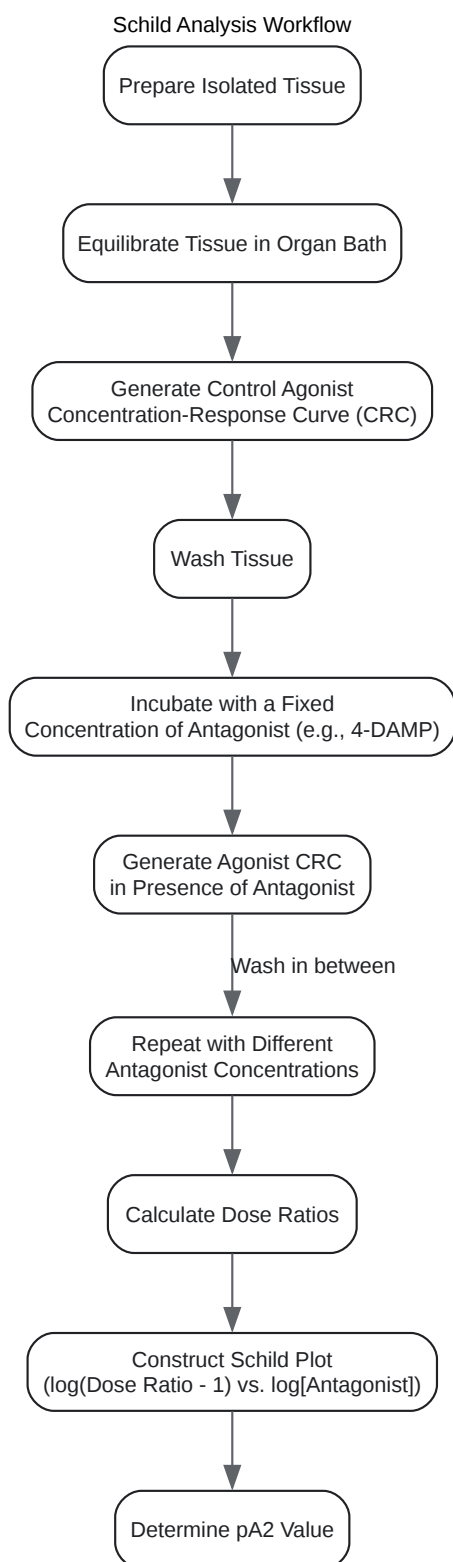 Schild Analysis Workflow
Prepare Isolated Tissue
Equilibrate Tissue in Organ Bath
Generate Control Agonist
Concentration-Response Curve (CRC)
Wash Tissue
Incubate with a Fixed
Concentration of Antagonist (e.g., 4-DAMP)
Generate Agonist CRC
in Presence of Antagonist
Wash in between
Repeat with Different
Antagonist Concentrations
Calculate Dose Ratios
Construct Schild Plot
(log(Dose Ratio - 1) vs. log[Antagonist])
Determine pA2 Value